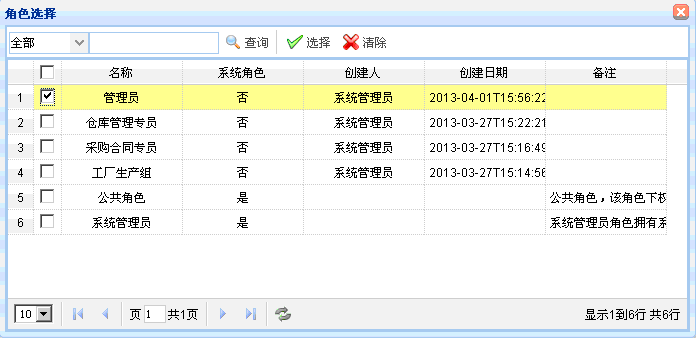 角色选择
全部 查询 选择 清除
名称 系统角色 创建人 创建日期 备注
1 管理员 否 系统管理员 2013-04-01T15:56:22
2 仓库管理专员 否 系统管理员 2013-03-27T15:22:21
3 采购合同专员 否 系统管理员 2013-03-27T15:16:49
4 工厂生产组 否 系统管理员 2013-03-27T15:14:56
5 公共角色 是 公共角色，该角色下权
6 系统管理员 是 系统管理员角色拥有系
10 页 1 共1页 显示1到6行 共6行